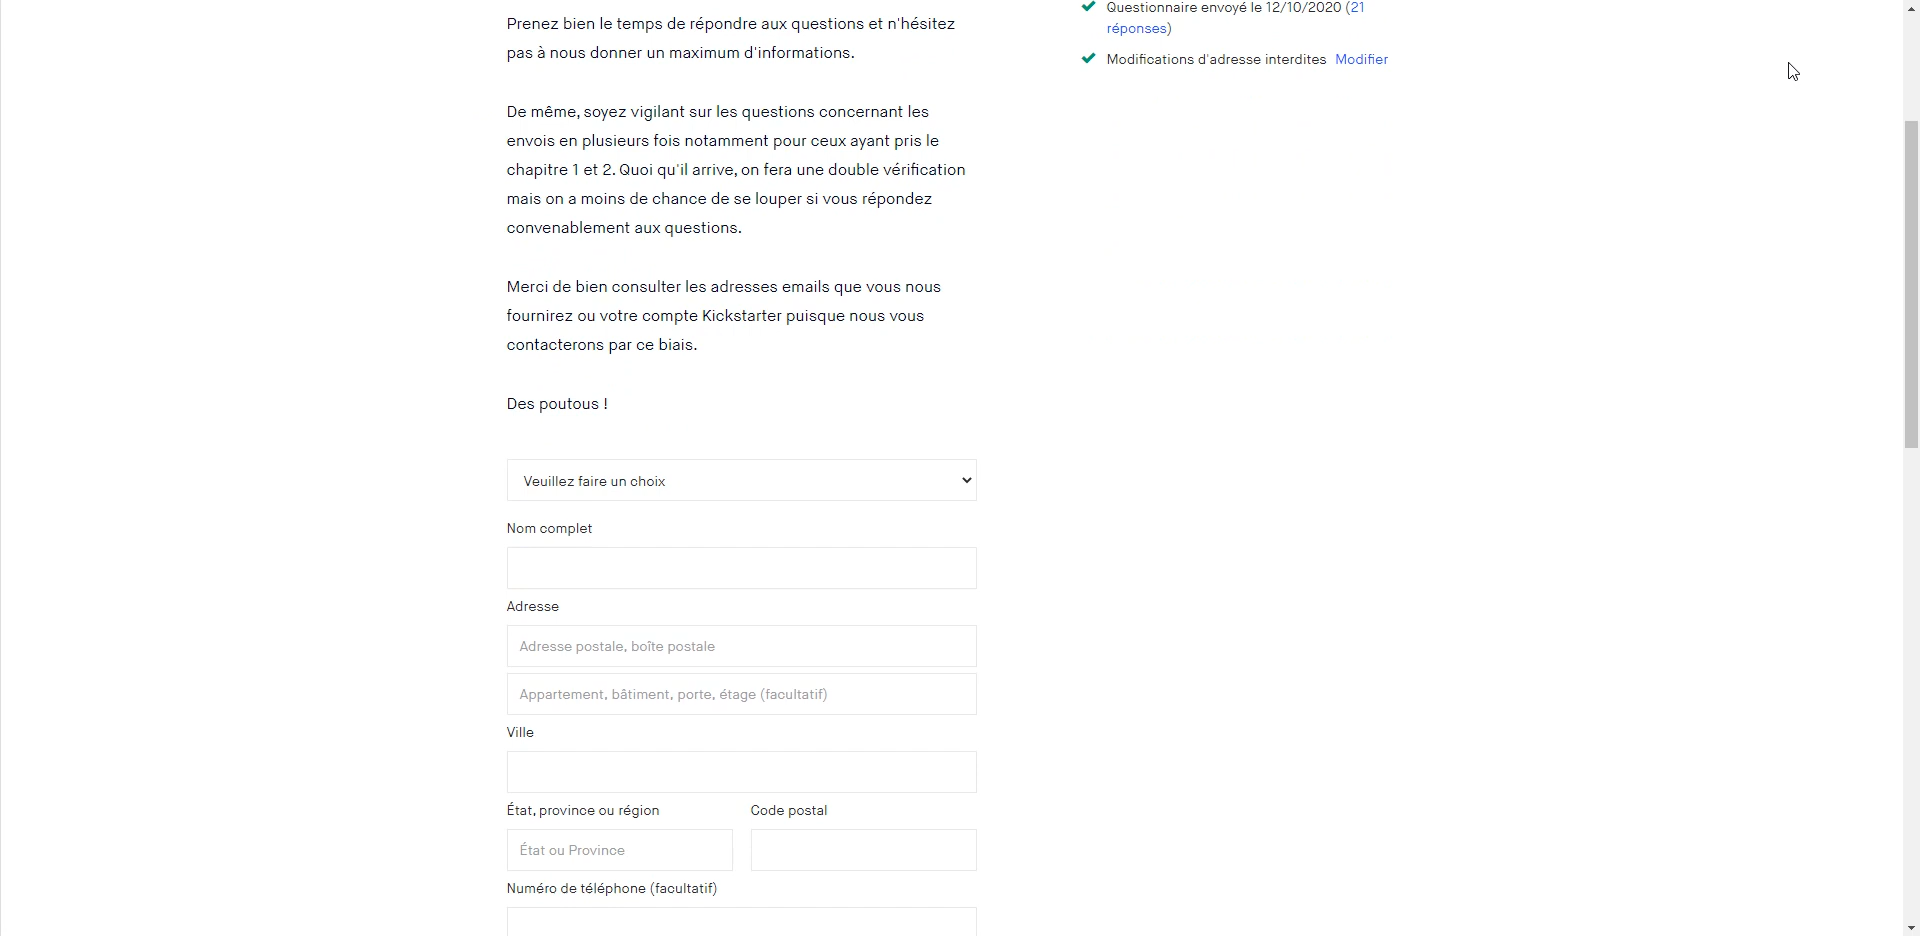 Prenez bien le temps de répondre aux questions et n'hésitez
pas à nous donner un maximum d'informations.
De même, soyez vigilant sur les questions concernant les
envois en plusieurs fois notamment pour ceux ayant pris le
chapitre 1 et 2. Quoi qu'il arrive, on fera une double vérification
mais on a moins de chance de se louper si vous répondez
convenablement aux questions.
Merci de bien consulter les adresses emails que vous nous
fournirez ou votre compte Kickstarter puisque nous vous
contacterons par ce biais.
Des poutous !
Veuillez faire un choix
Nom complet
Adresse
Adresse postale, boîte postale
Appartement, bâtiment, porte, étage (facultatif)
Ville
État, province ou région
Code postal
État ou Province
Numéro de téléphone (facultatif)
Questionnaire envoyé le 12/10/2020 (21
réponses)
Modifications d'adresse interdites Modifier